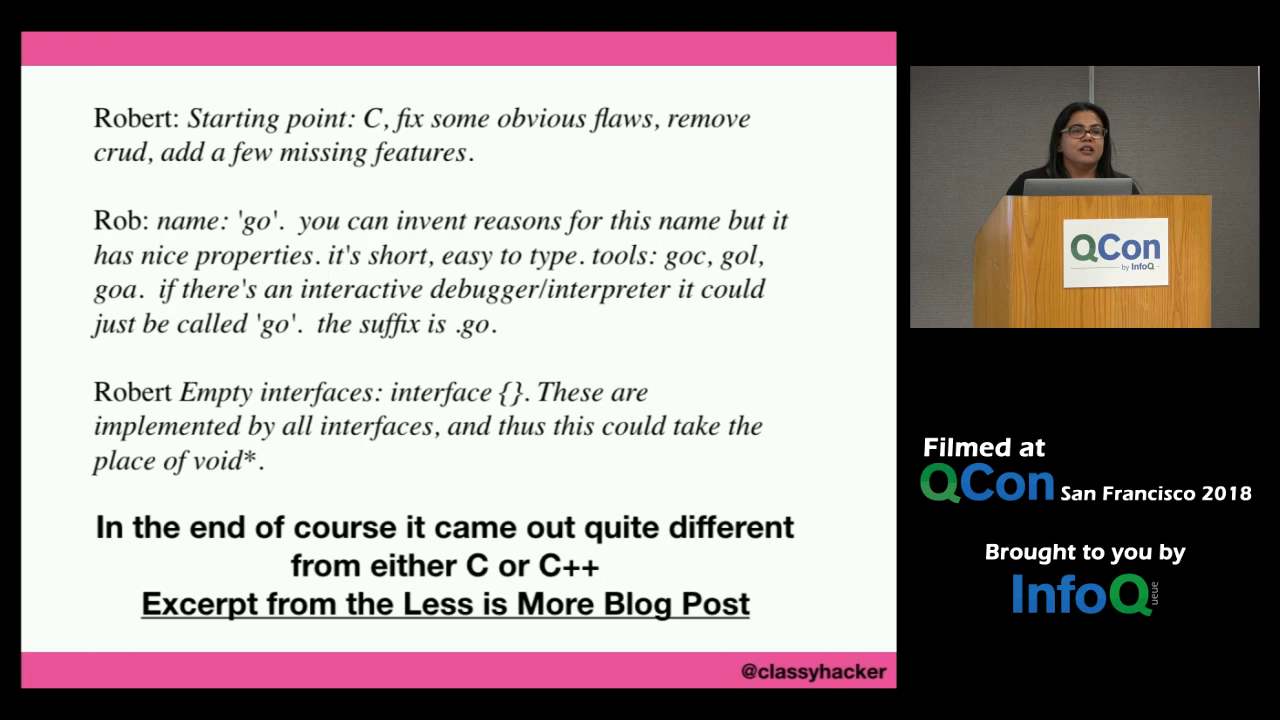 Robert: Starting point: C, fix some obvious flaws, remove
crud, add a few missing features.
Rob: name: 'go'.  you can invent reasons for this name but it
has nice properties. it's short, easy to type. tools: goc, gol,
goa.  if there's an interactive debugger/interpreter it could
just be called 'go'.  the suffix is .go.
Robert Empty interfaces: interface {}. These are
implemented by all interfaces, and thus this could take the
place of void*.
In the end of course it came out quite different
from either C or C++
Excerpt from the Less is More Blog Post
@classyhacker
QCon
by InfoQ
Filmed at
QCon San Francisco 2018
Brought to you by
InfoQueue